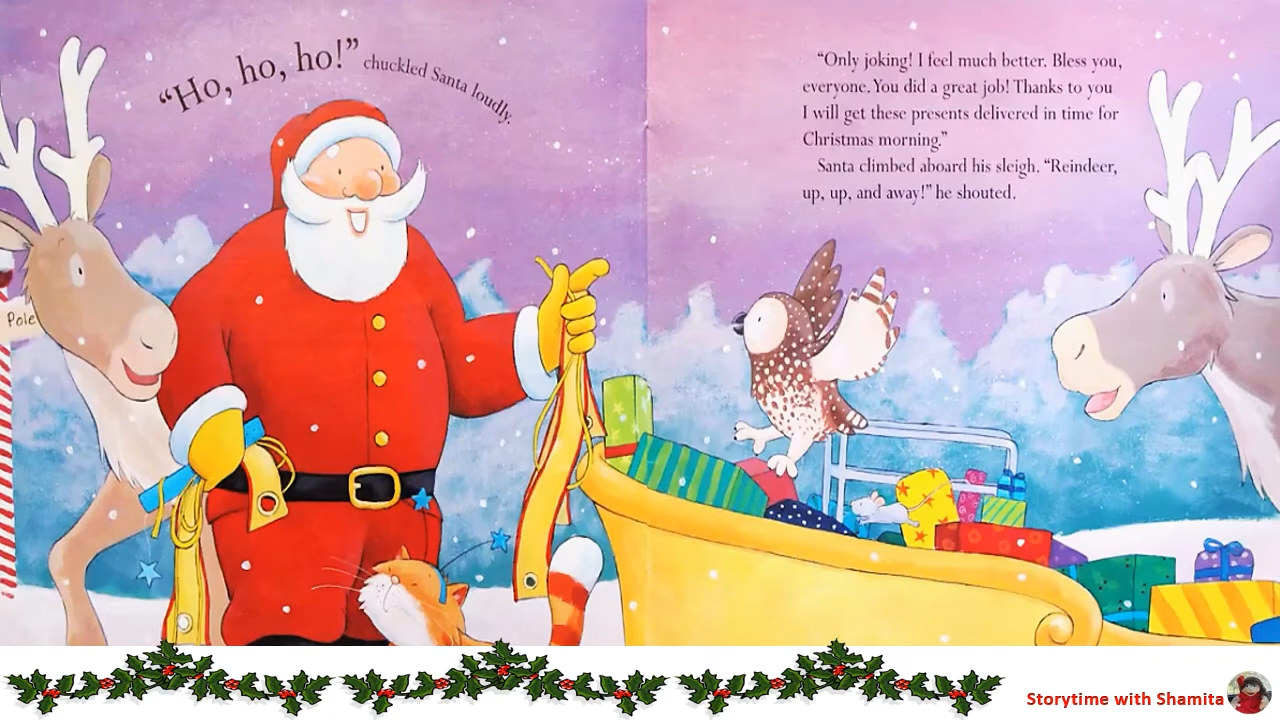 “Ho, ho, ho!” chuckled Santa loudly.
“Only joking! I feel much better. Bless you,
everyone. You did a great job! Thanks to you
I will get these presents delivered in time for
Christmas morning.”
Santa climbed aboard his sleigh. “Reindeer,
up, up, and away!” he shouted.
Pole
Storytime with Shamita